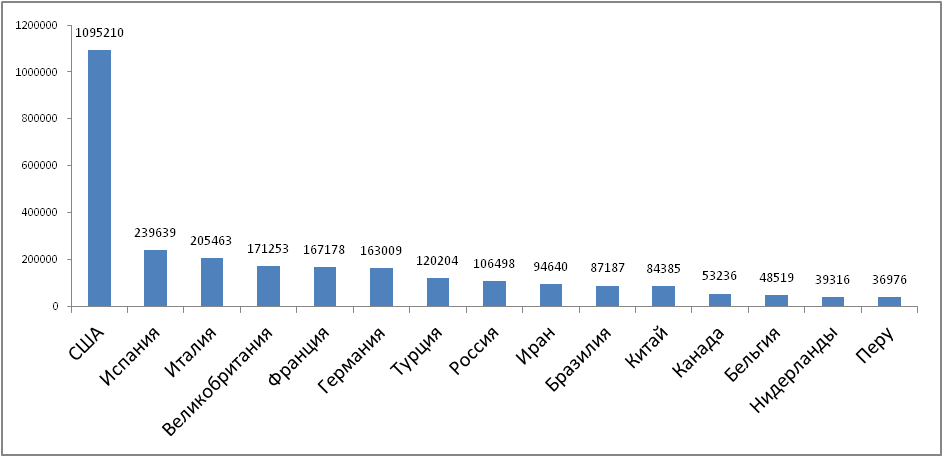 1200000
1000000
800000
600000
400000
200000
0
1095210
239639
205463
171253
167178
163009
120204
106498
94640
87187
84385
53236
48519
39316
36976
США
Испания
Италия
Великобритания
Франция
Германия
Турция
Россия
Иран
Бразилия
Китай
Канада
Бельгия
Нидерланды
Перу